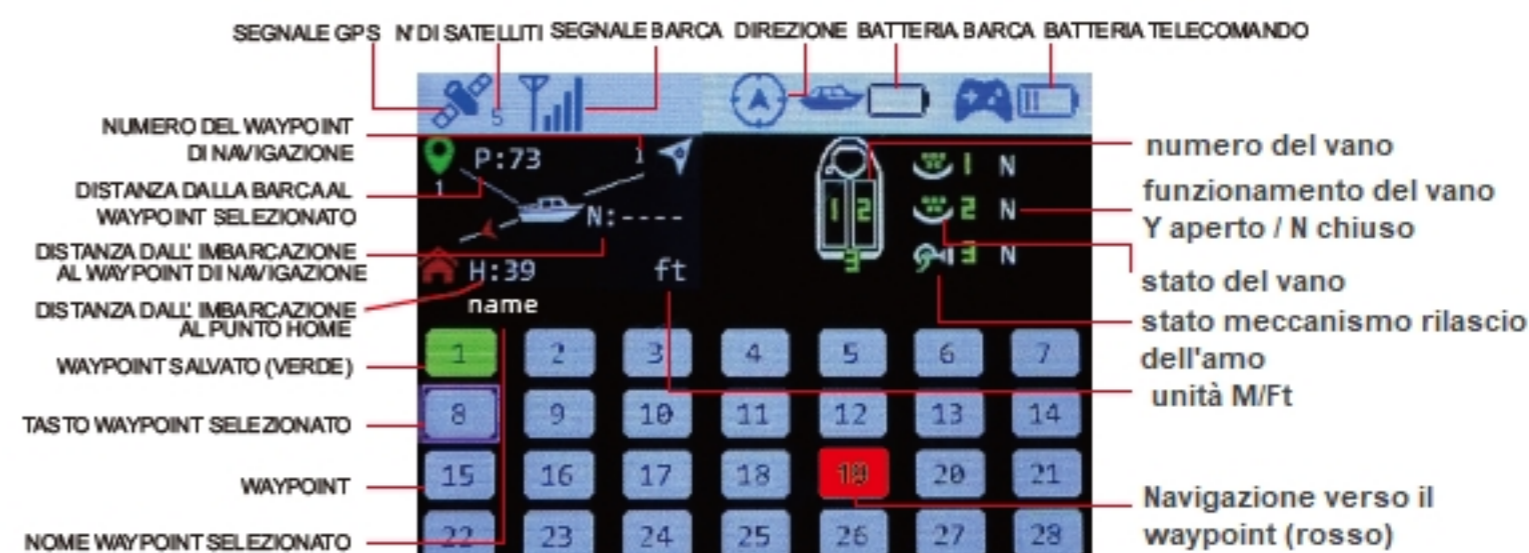 SEGNALE GPS N° DI SATELLITI SEGNALE BARCA DIREZIONE BATTERIA BARCA BATTERIA TELECOMANDO
5
NUMERO DEL WAYPOINT
DI NAVIGAZIONE
DISTANZA DALLA BARCA AL
WAYPOINT SELEZIONATO
DISTANZA DALL' IMBARCAZIONE
AL WAYPOINT DI NAVIGAZIONE
DISTANZA DALL' IMBARCAZIONE
AL PUNTO HOME
WAYPOINT SALVATO (VERDE)
TASTO WAYPOINT SELEZIONATO
WAYPOINT
NOME WAYPOINT SELEZIONATO
P:73 1
1
N:----
H:39 ft
name
1 2
3
1 N
2 N
3 N
1 2 3 4 5 6 7
8 9 10 11 12 13 14
15 16 17 18 19 20 21
22 23 24 25 26 27 28
numero del vano
funzionamento del vano
Y aperto / N chiuso
stato del vano
stato meccanismo rilascio
dell'amo
unità M/Ft
Navigazione verso il
waypoint (rosso)